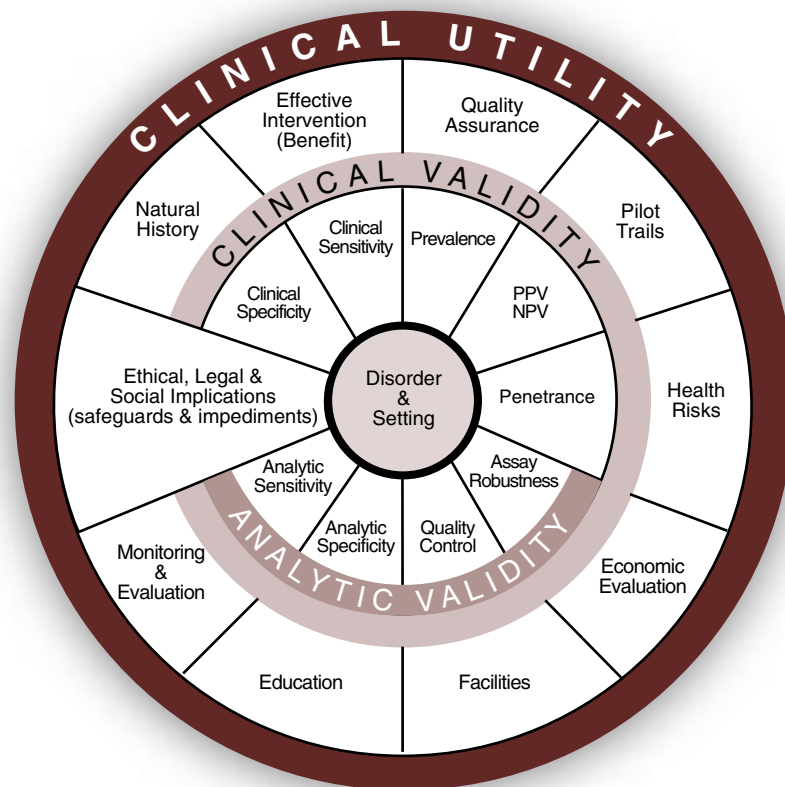 CLINICAL UTILITY
Effective
Intervention
(Benefit)
Quality
Assurance
Natural
History
Pilot
Trails
CLINICAL VALIDITY
Clinical
Sensitivity
Prevalence
Clinical
Specificity
PPV
NPV
Ethical, Legal &
Social Implications
(safeguards & impediments)
Disorder
&
Setting
Penetrance
Health
Risks
Analytic
Sensitivity
Assay
Robustness
Analytic
Specificity
Quality
Control
ANALYTIC VALIDITY
Monitoring
&
Evaluation
Economic
Evaluation
Education
Facilities